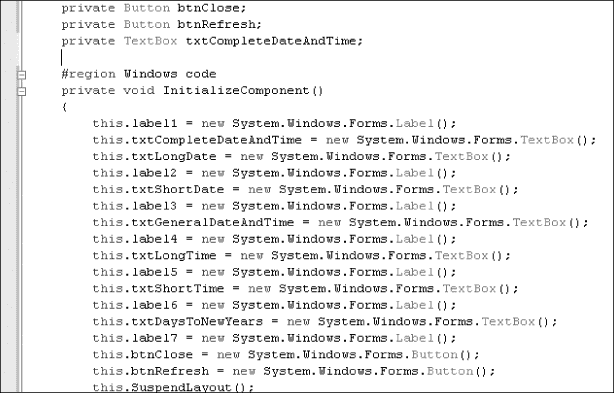 private Button btnClose;
private Button btnRefresh;
private TextBox txtCompleteDateAndTime;
#region Windows code
private void InitializeComponent()
{
this.label1 = new System.Windows.Forms.Label();
this.txtCompleteDateAndTime = new System.Windows.Forms.TextBox();
this.txtLongDate = new System.Windows.Forms.TextBox();
this.label2 = new System.Windows.Forms.Label();
this.txtShortDate = new System.Windows.Forms.TextBox();
this.label3 = new System.Windows.Forms.Label();
this.txtGeneralDateAndTime = new System.Windows.Forms.TextBox();
this.label4 = new System.Windows.Forms.Label();
this.txtLongTime = new System.Windows.Forms.TextBox();
this.label5 = new System.Windows.Forms.Label();
this.txtShortTime = new System.Windows.Forms.TextBox();
this.label6 = new System.Windows.Forms.Label();
this.txtDaysToNewYears = new System.Windows.Forms.TextBox();
this.label7 = new System.Windows.Forms.Label();
this.btnClose = new System.Windows.Forms.Button();
this.btnRefresh = new System.Windows.Forms.Button();
this.SuspendLayout();